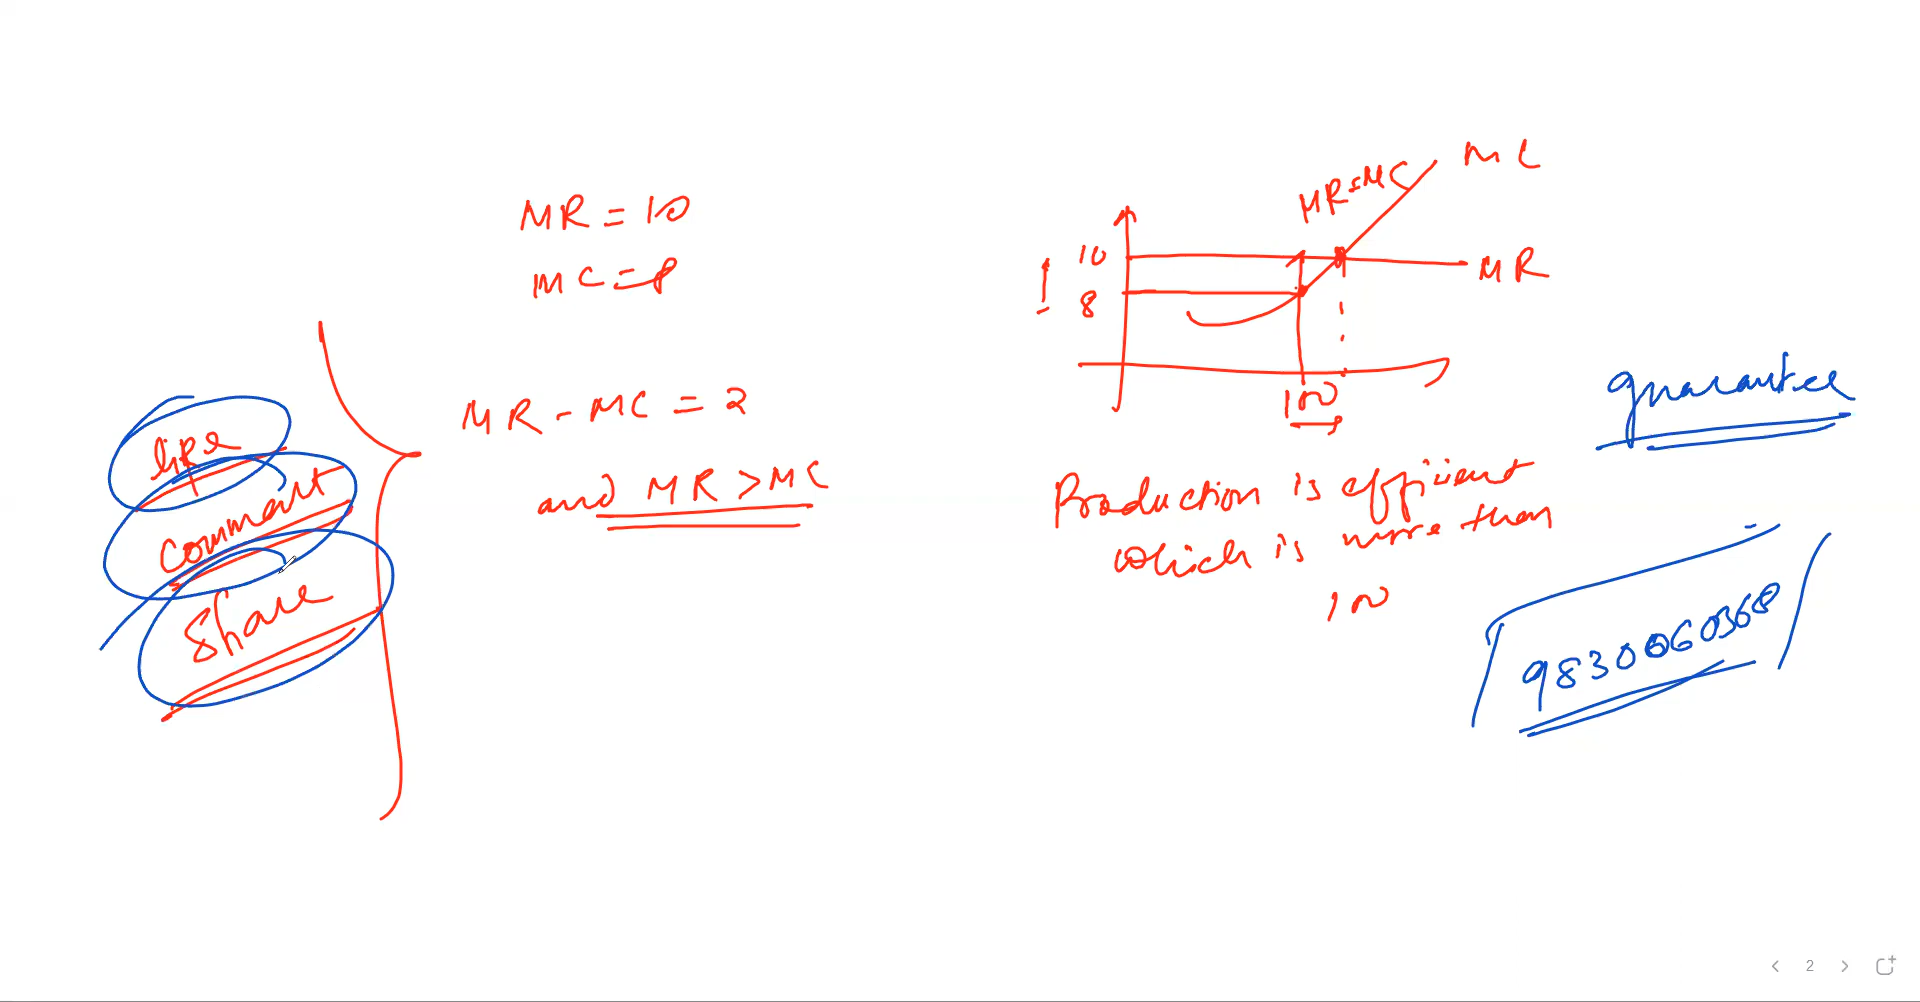 MR = 10
MC = 8
MR - MC = 2
and MR > MC
like
comment
Share
MC
MR=MC
10
MR
8
100
Production is efficient
which is more than
100
guarantee
9830060368
2